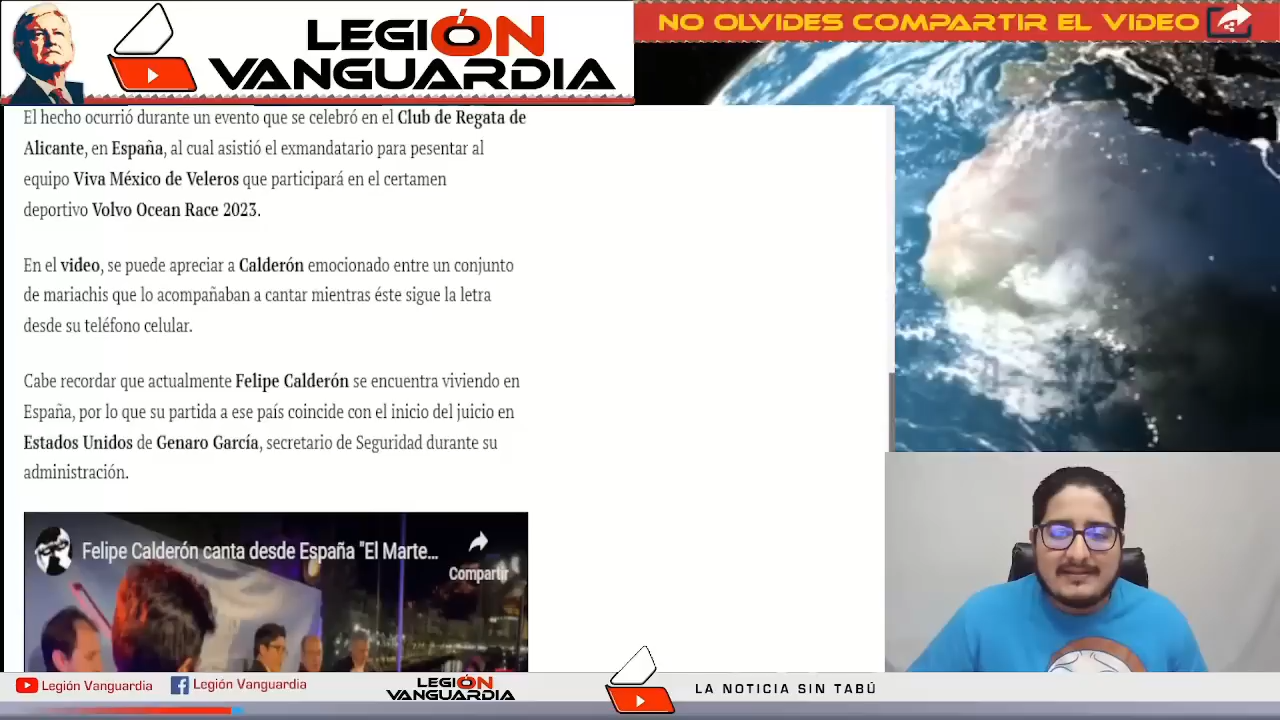 LEGIÓN
VANGUARDIA
NO OLVIDES COMPARTIR EL VIDEO
El hecho ocurrió durante un evento que se celebró en el Club de Regata de
Alicante, en España, al cual asistió el exmandatario para pesentar al
equipo Viva México de Veleros que participará en el certamen
deportivo Volvo Ocean Race 2023.
En el video, se puede apreciar a Calderón emocionado entre un conjunto
de mariachis que lo acompañaban a cantar mientras éste sigue la letra
desde su teléfono celular.
Cabe recordar que actualmente Felipe Calderón se encuentra viviendo en
España, por lo que su partida a ese país coincide con el inicio del juicio en
Estados Unidos de Genaro García, secretario de Seguridad durante su
administración.
Felipe Calderón canta desde España "El Marte...
Compartir
Legión Vanguardia
Legión Vanguardia
LEGIÓN
VANGUARDIA
LA NOTICIA SIN TABÚ